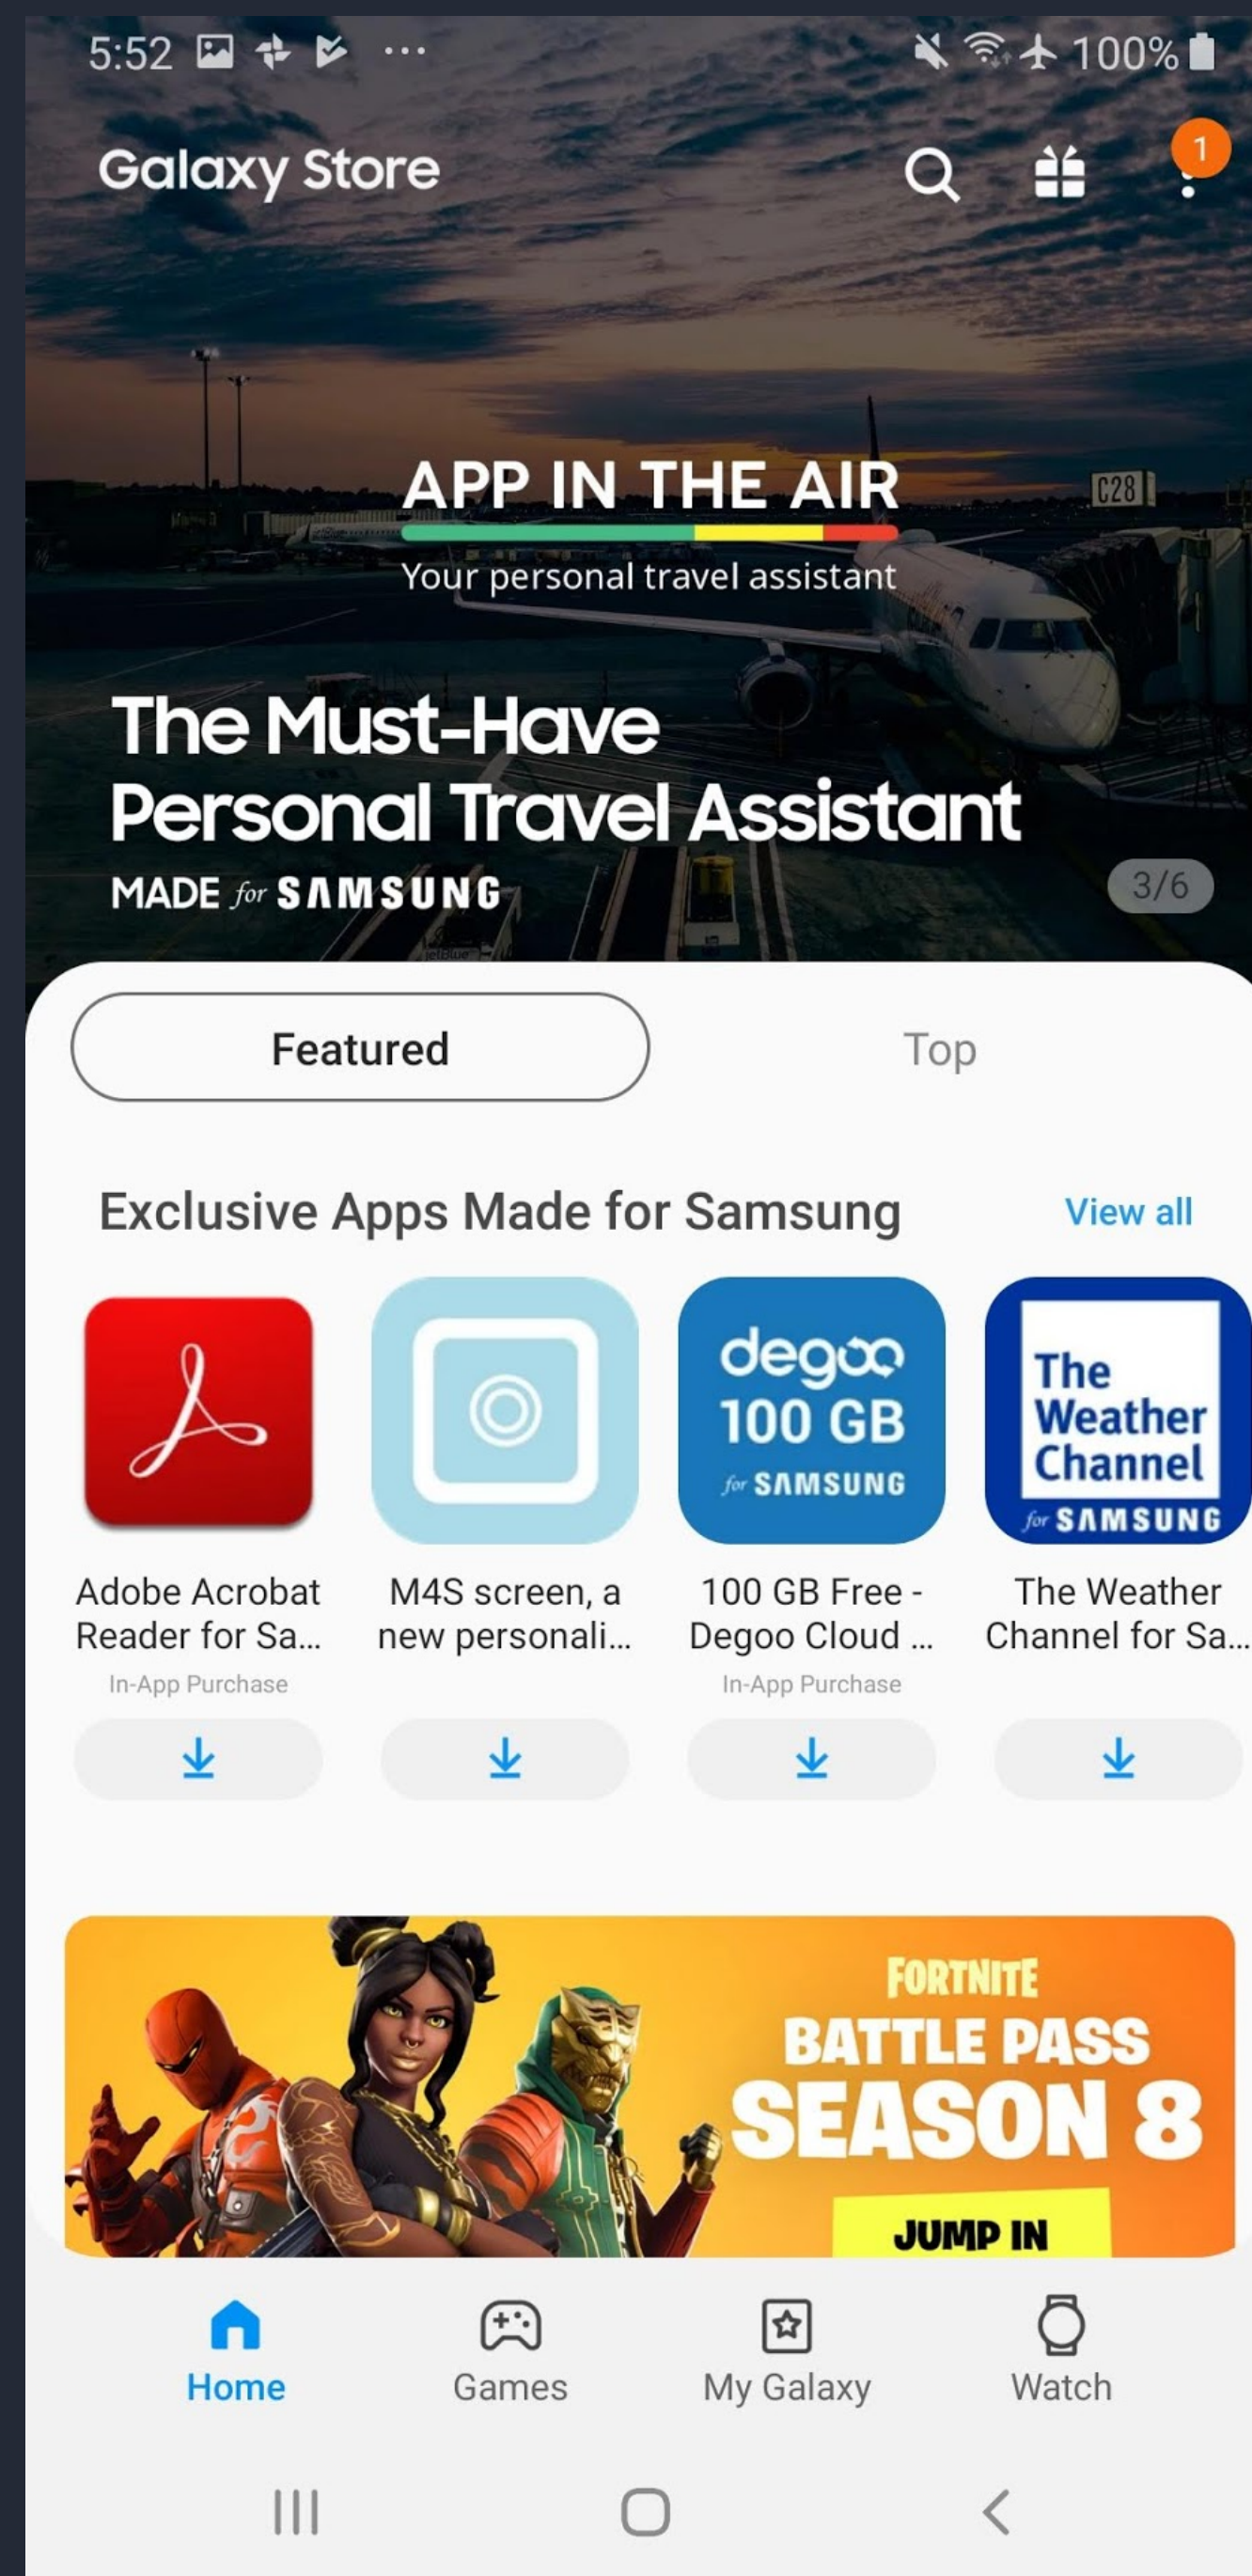 5:52
100%
Galaxy Store
1
APP IN THE AIR
C28
Your personal travel assistant
The Must-Have
Personal Travel Assistant
MADE for SAMSUNG
3/6
jetBlue
Featured
Top
Exclusive Apps Made for Samsung
View all
degoo
100 GB
for SAMSUNG
The
Weather
Channel
for SAMSUNG
Adobe Acrobat
Reader for Sa...
In-App Purchase
M4S screen, a
new personali...
100 GB Free -
Degoo Cloud ...
In-App Purchase
The Weather
Channel for Sa...
FORTNITE
BATTLE PASS
SEASON 8
JUMP IN
Home
Games
My Galaxy
Watch